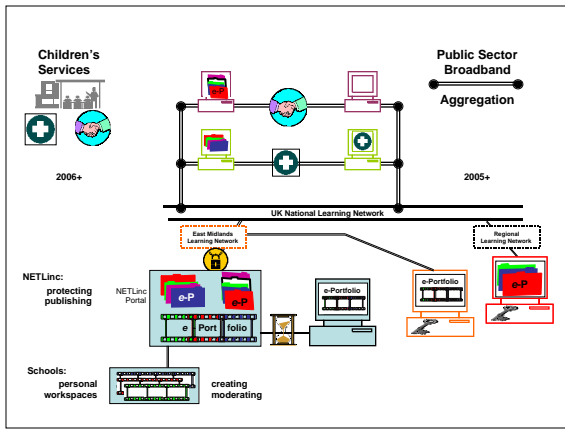 Children's
Services
Public Sector
Broadband
Aggregation
e-P
2006+
2005+
UK National Learning Network
East Midlands
Learning Network
Regional
Learning Network
NETLinc:
protecting
publishing
NETLinc
Portal
e-P
e-P
e Port folio
e-Portfolio
e-Portfolio
e-P
Schools:
personal
workspaces
creating
moderating